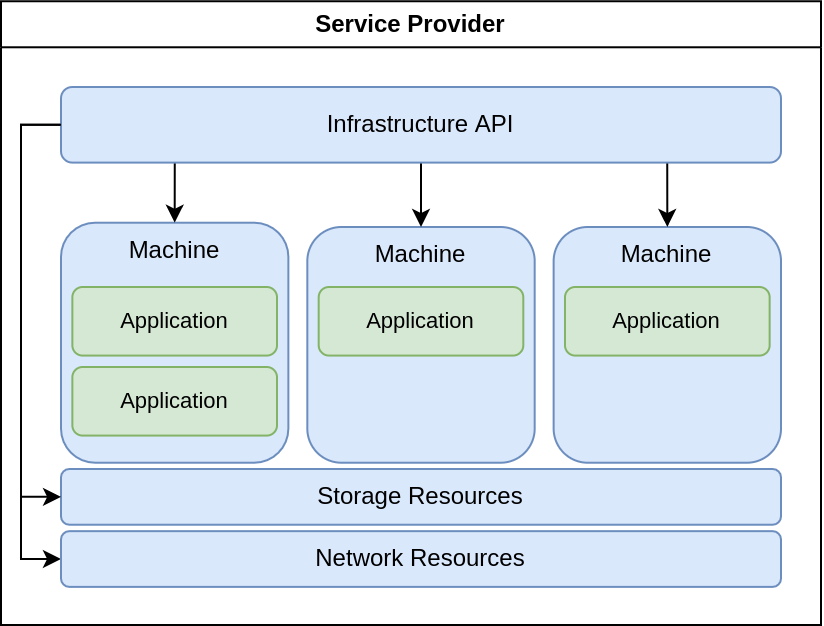 Service Provider
Infrastructure API
Machine
Machine
Machine
Application
Application
Application
Application
Storage Resources
Network Resources